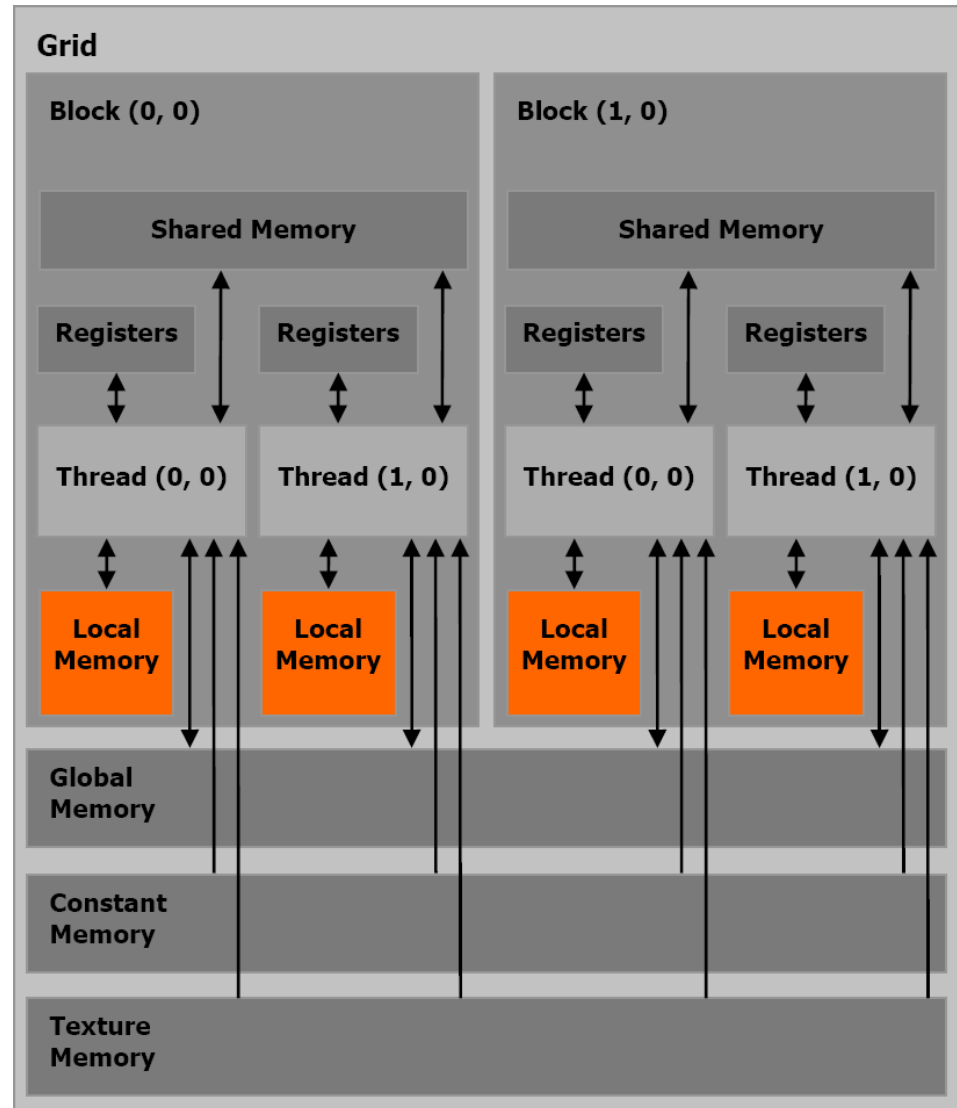 Grid
Block (0, 0)
Block (1, 0)
Shared Memory
Shared Memory
Registers
Registers
Registers
Registers
Thread (0, 0)
Thread (1, 0)
Thread (0, 0)
Thread (1, 0)
Local
Memory
Local
Memory
Local
Memory
Local
Memory
Global
Memory
Constant
Memory
Texture
Memory